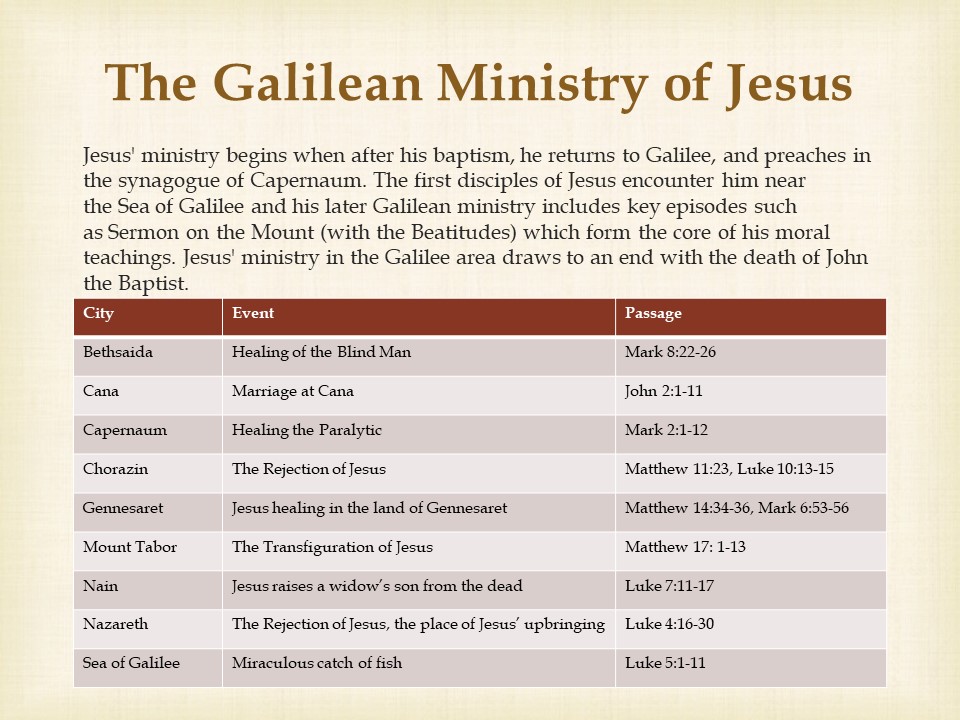 The Galilean Ministry of Jesus
Jesus' ministry begins when after his baptism, he returns to Galilee, and preaches in
the synagogue of Capernaum. The first disciples of Jesus encounter him near
the Sea of Galilee and his later Galilean ministry includes key episodes such
as Sermon on the Mount (with the Beatitudes) which form the core of his moral
teachings. Jesus' ministry in the Galilee area draws to an end with the death of John
the Baptist.
City Event Passage
Bethsaida Healing of the Blind Man Mark 8:22-26
Cana Marriage at Cana John 2:1-11
Capernaum Healing the Paralytic Mark 2:1-12
Chorazin The Rejection of Jesus Matthew 11:23, Luke 10:13-15
Gennesaret Jesus healing in the land of Gennesaret Matthew 14:34-36, Mark 6:53-56
Mount Tabor The Transfiguration of Jesus Matthew 17: 1-13
Nain Jesus raises a widow’s son from the dead Luke 7:11-17
Nazareth The Rejection of Jesus, the place of Jesus’ upbringing Luke 4:16-30
Sea of Galilee Miraculous catch of fish Luke 5:1-11